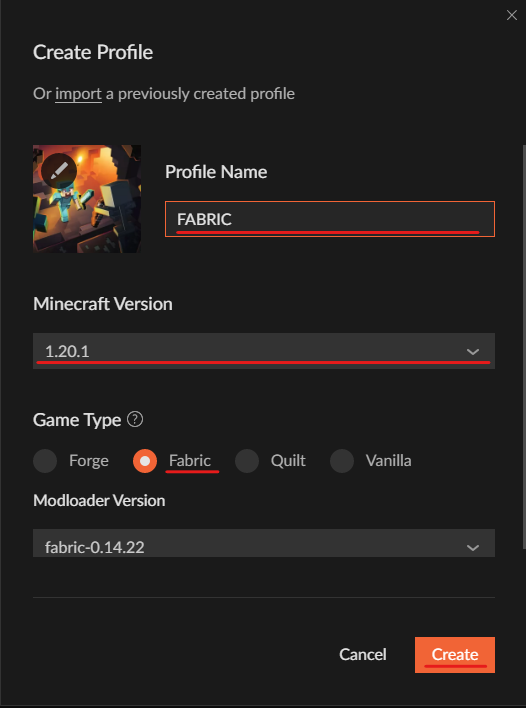 Create Profile
Or import a previously created profile
Profile Name
FABRIC
Minecraft Version
1.20.1
Game Type ?
Forge Fabric Quilt Vanilla
Modloader Version
fabric-0.14.22
Cancel Create